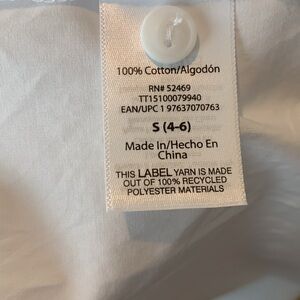 100% Cotton/Algodón
RN# 52469
TT15100079940
EAN/UPC 1 97637070763
S (4-6)
Made In/Hecho En
China
THIS LABEL YARN IS MADE
OUT OF 100% RECYCLED
POLYESTER MATERIALS